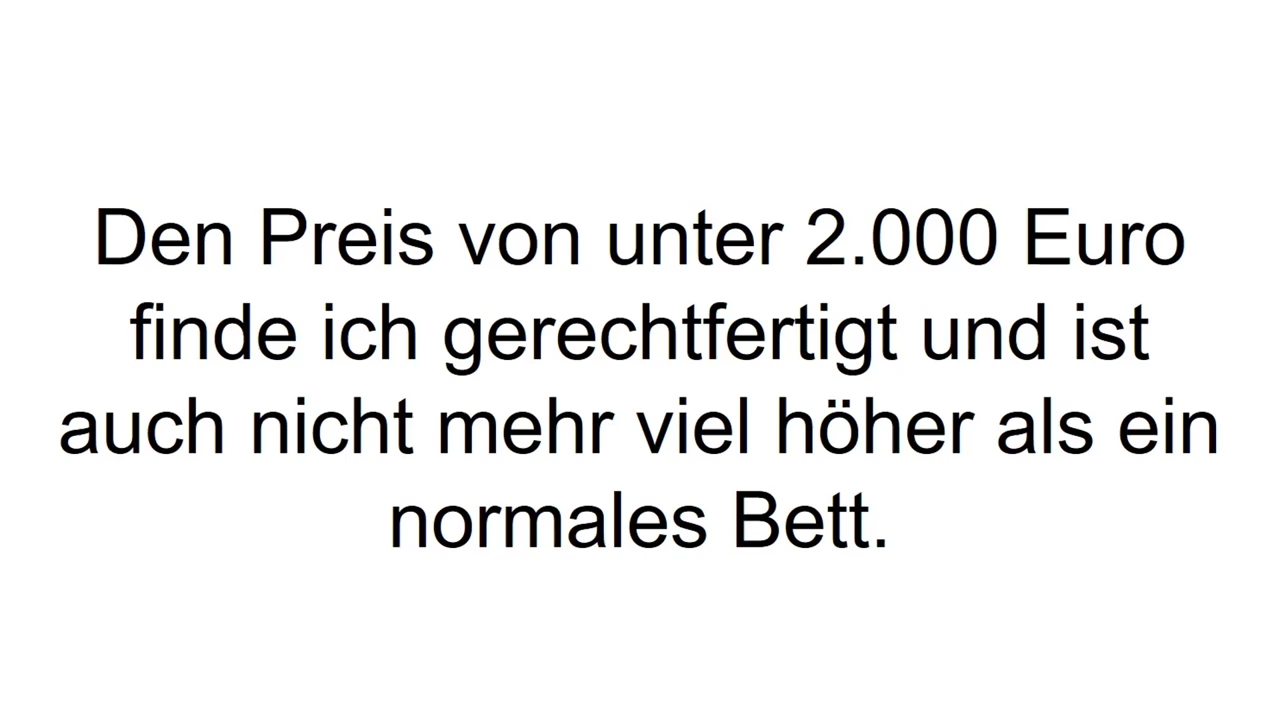 Den Preis von unter 2.000 Euro
finde ich gerechtfertigt und ist
auch nicht mehr viel höher als ein
normales Bett.